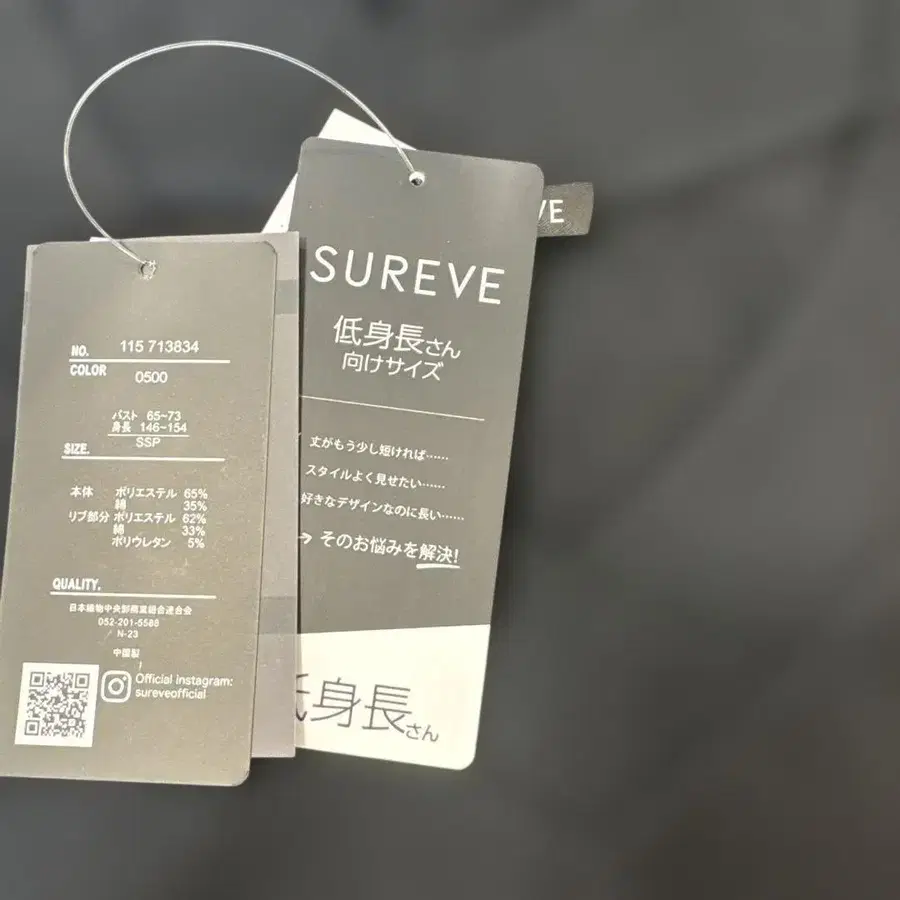 NO. 115 713834
COLOR 0500
バスト 65~73
身長 146~154
SIZE. SSP
本体 ポリエステル 65%
綿 35%
リブ部分 ポリエステル 62%
綿 33%
ポリウレタン 5%
QUALITY.
日本織物中央卸商業組合連合会
052-201-5588
N-23
中国製
Official Instagram:
sureveofficial
SUREVE
低身長さん
向けサイズ
丈がもう少し短ければ……
スタイルよく見せたい……
好きなデザインなのに長い……
→ そのお悩みを解決!
低身長さん
VE